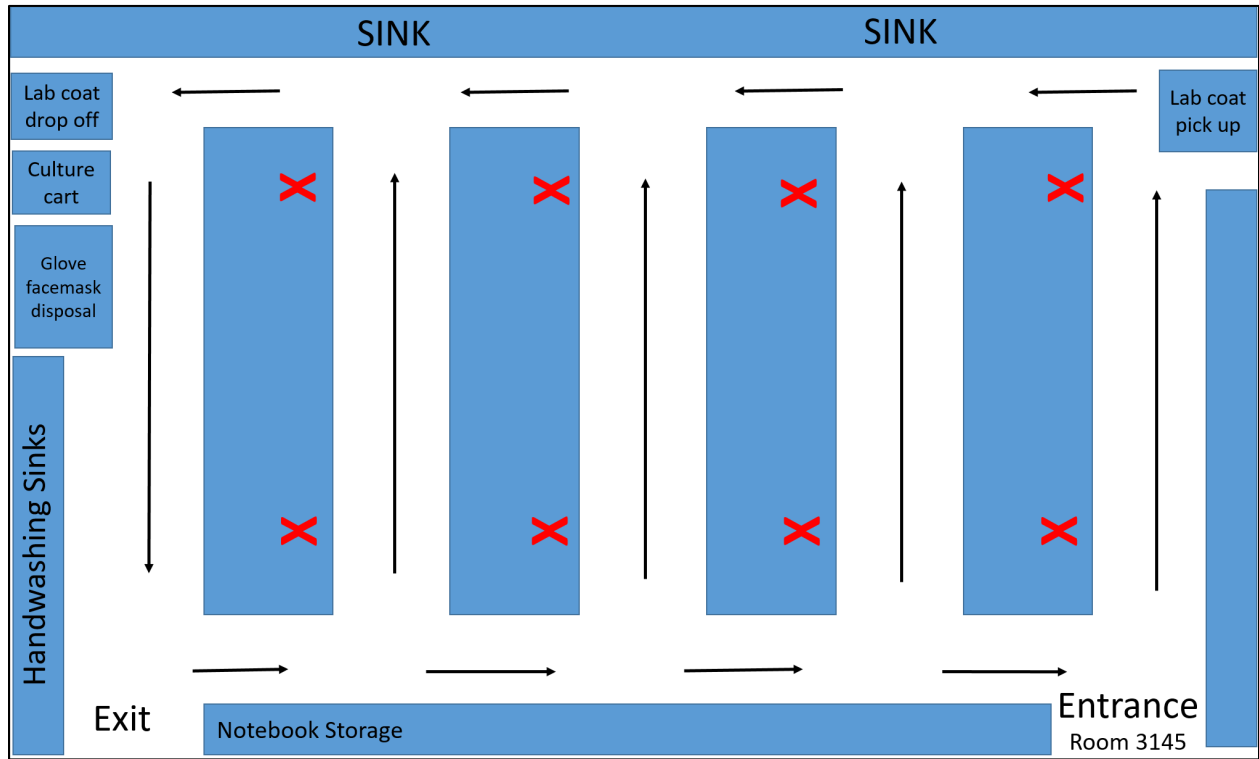 SINK
SINK
Lab coat
drop off
Lab coat
pick up
Culture
cart
Glove
facemask
disposal
Handwashing Sinks
Exit
Notebook Storage
Entrance
Room 3145